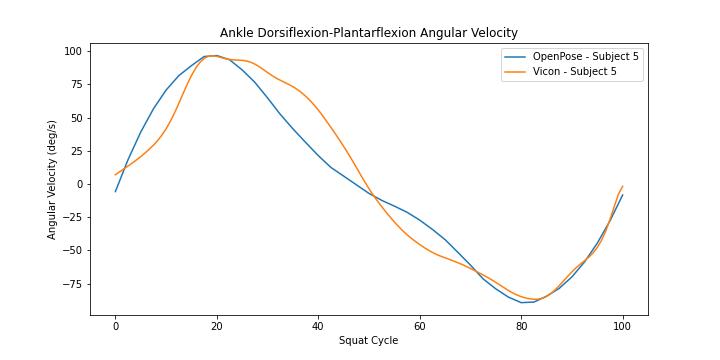 Ankle Dorsiflexion-Plantarflexion Angular Velocity
OpenPose - Subject 5
Vicon - Subject 5
100
75
50
25
0
−25
−50
−75
Angular Velocity (deg/s)
0 20 40 60 80 100
Squat Cycle